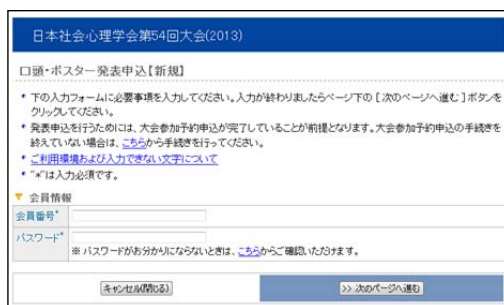 日本社会心理学会第54回大会(2013)
口頭・ポスター発表申込【新規】
• 下の入力フォームに必要事項を入力してください。入力が終わりましたらページ下の [次のページへ進む] ボタンを
クリックしてください。
• 発表申込を行うためには、大会参加予約申込が完了していることが前提となります。大会参加予約申込の手続きを
終えていない場合は、こちらから手続きを行ってください。
• ご利用環境および入力できない文字について
• "*"は入力必須です。
▼ 会員情報
会員番号*
パスワード*
※ パスワードがお分かりにならないときは、こちらからご確認いただけます。
キャンセル(閉じる)
>> 次のページへ進む